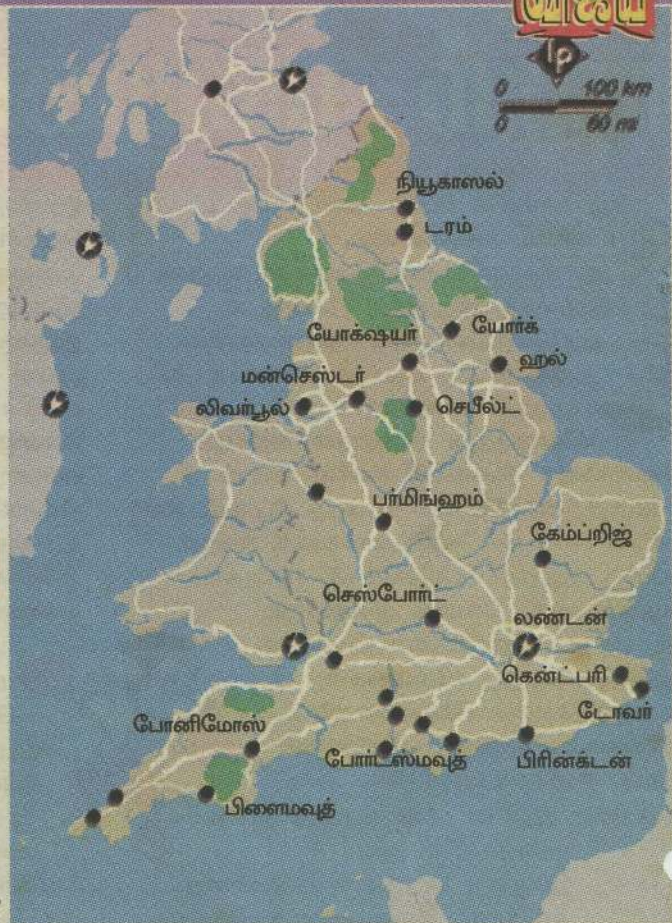 0 100 km
0 60 mi
நியூகாஸல்
டரம்
யோக்ஷயர்
யோர்க்
ஹல்
மன்செஸ்டர்
லிவர்பூல்
செபீல்ட்
பர்மிங்ஹம்
கேம்ப்ரிஜ்
செஸ்போர்ட்
லண்டன்
கென்ட்பரி
டோவர்
போனிமோஸ்
போர்ட்ஸ்மவுத்
பிரின்க்டன்
பிளைமவுத்